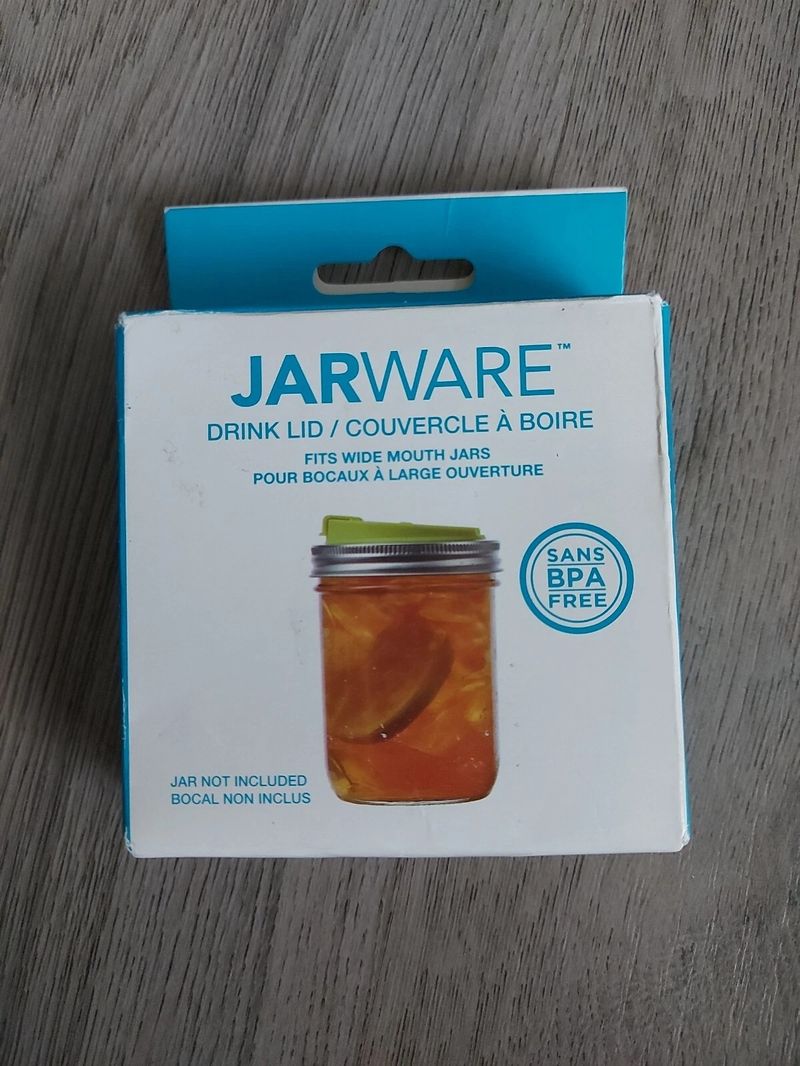 JARWARE™
DRINK LID / COUVERCLE À BOIRE
FITS WIDE MOUTH JARS
POUR BOCAUX À LARGE OUVERTURE
SANS
BPA
FREE
JAR NOT INCLUDED
BOCAL NON INCLUS